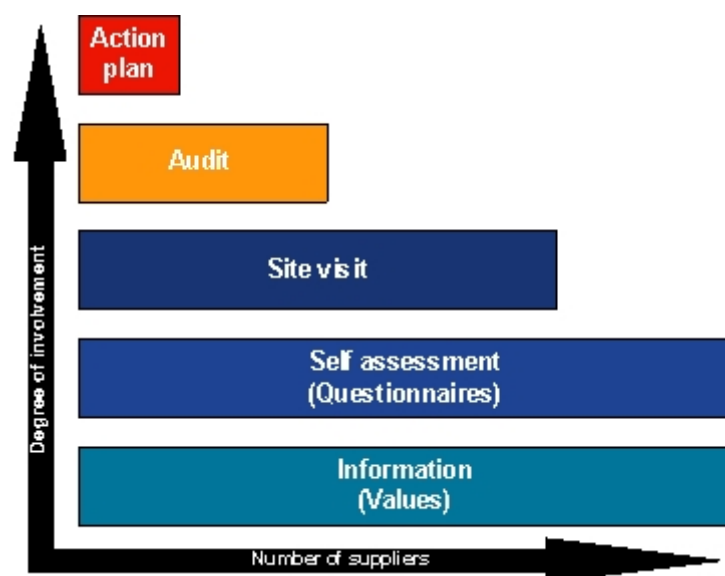 Action
plan
Audit
Site visit
Self assessment
(Questionnaires)
Information
(Values)
Degree of involvement
Number of suppliers